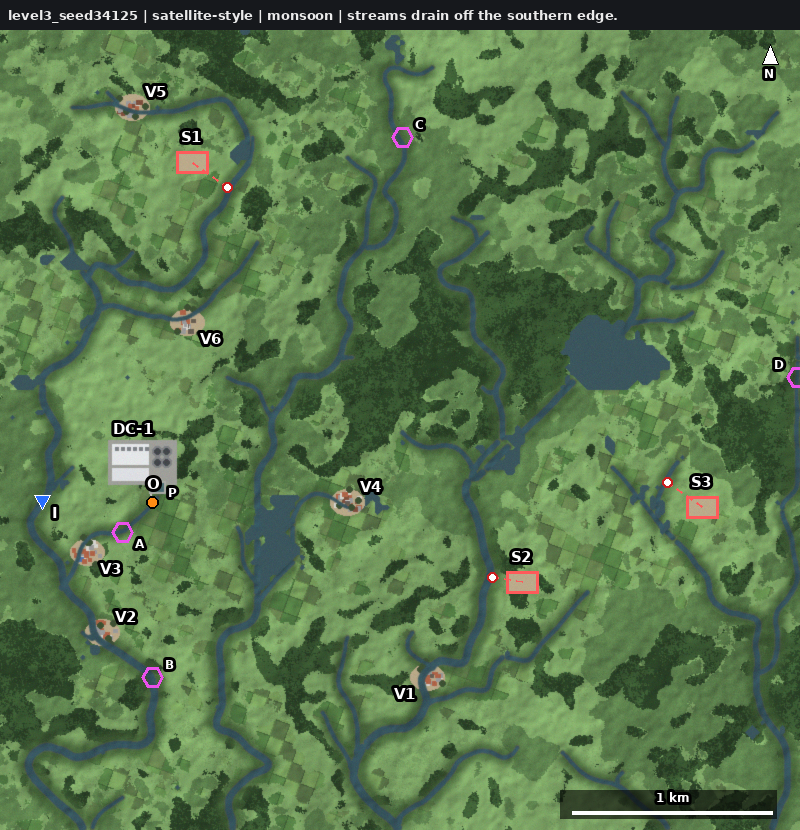 level3_seed34125 | satellite-style | monsoon | streams drain off the southern edge.
N
V5
C
S1
V6
D
DC-1
O
P
V4
S3
I
A
V3
S2
V2
B
V1
1 km